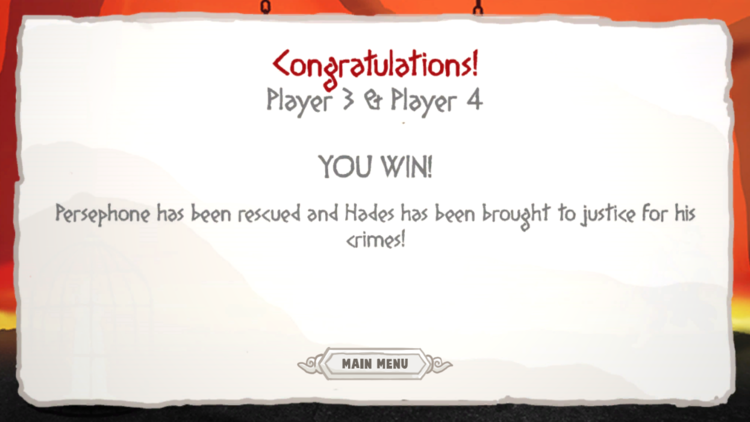 Congratulations!
Player 3 & Player 4
YOU WIN!
Persephone has been rescued and Hades has been brought to justice for his
crimes!
MAIN MENU